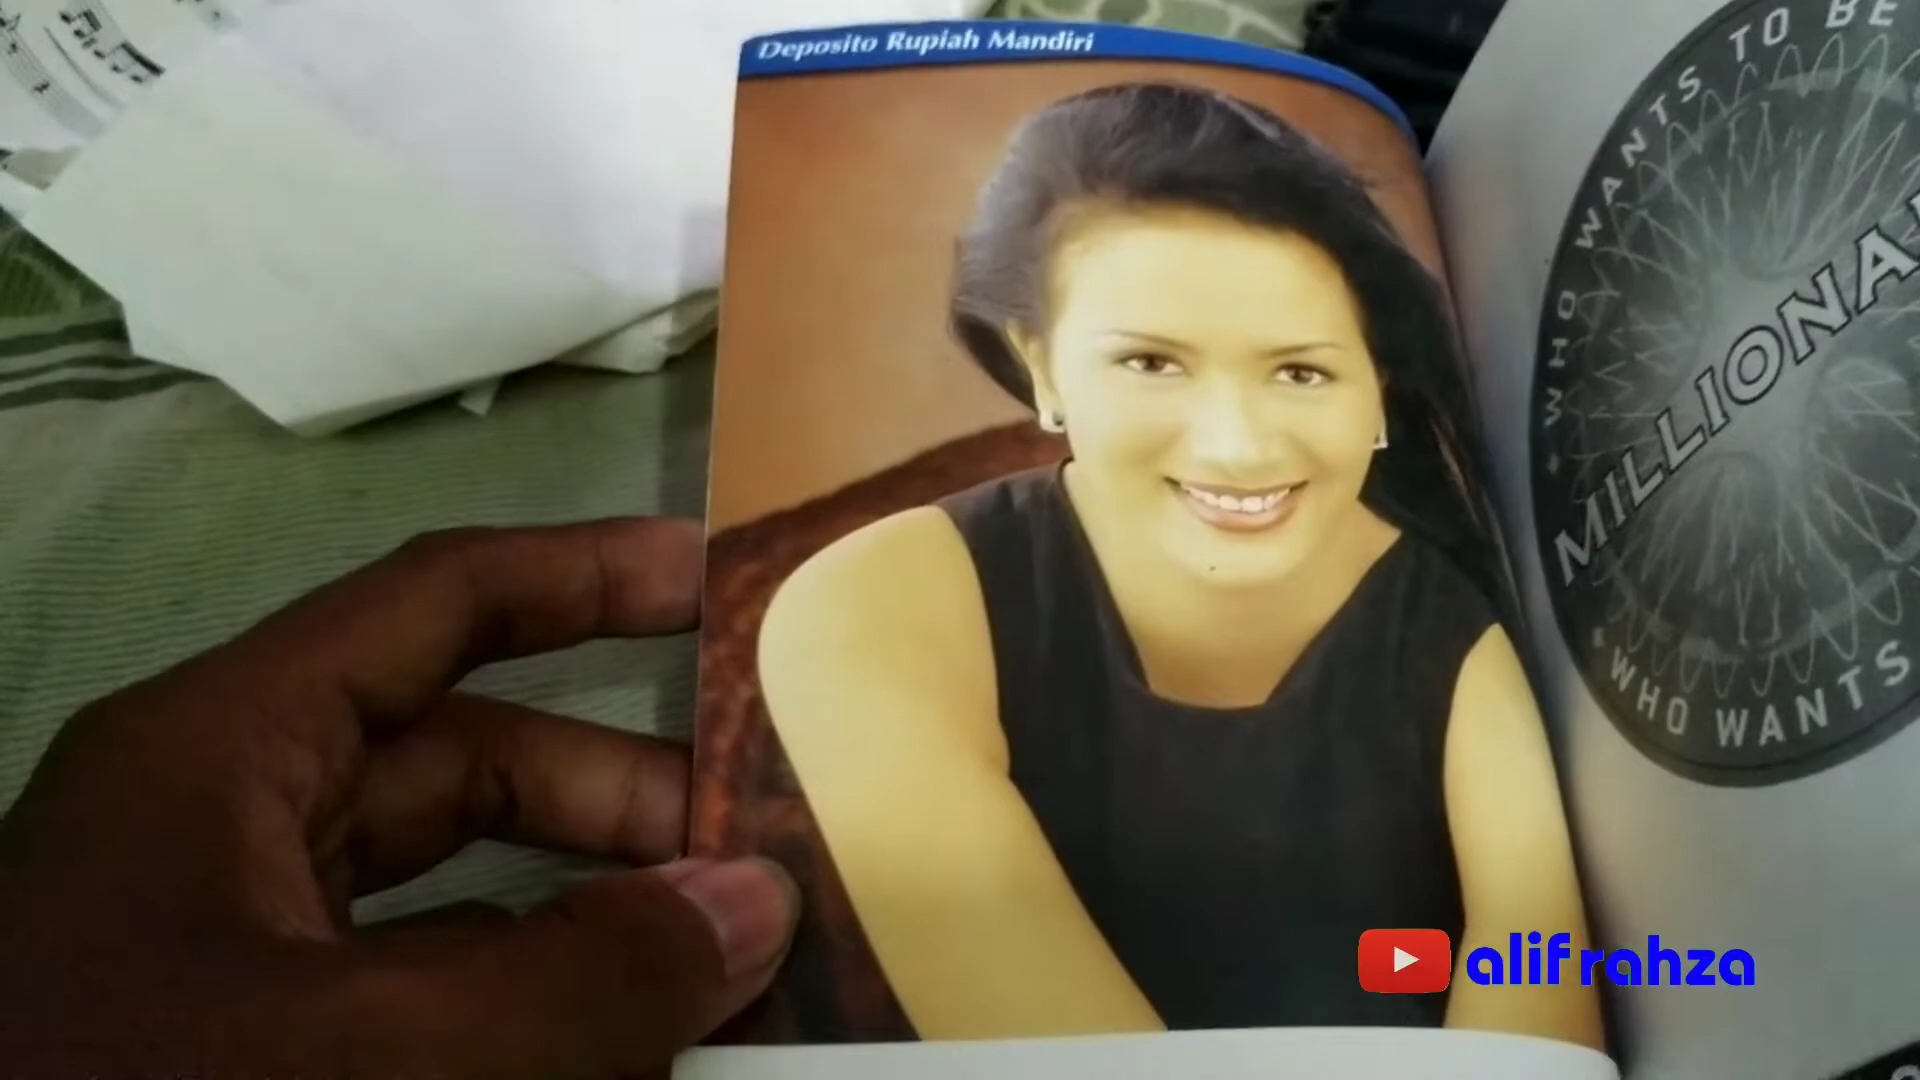 Deposito Rupiah Mandiri
WHO WANTS TO BE
MILLIONA
WHO WANTS
alif rahza